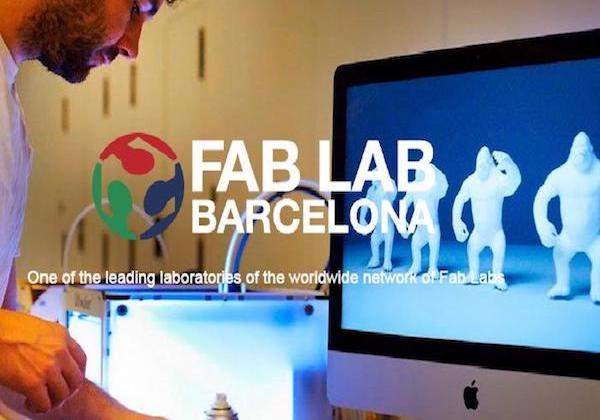 FAB LAB
BARCELONA
One of the leading laboratories of the worldwide network of Fab Labs